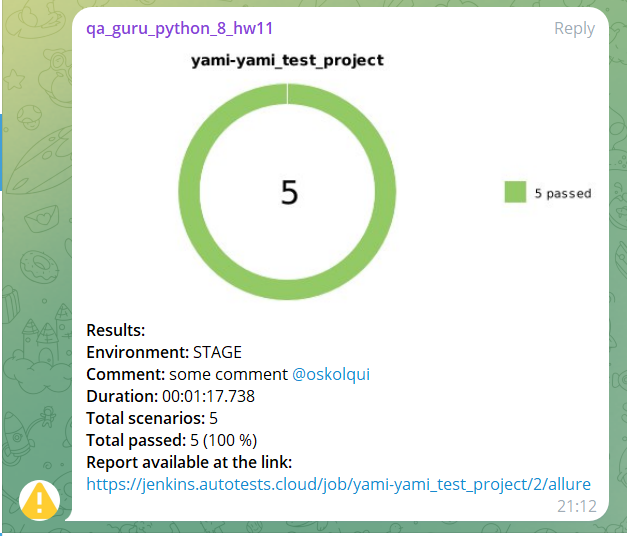 qa_guru_python_8_hw11 Reply
yami-yami_test_project
5
5 passed
Results:
Environment: STAGE
Comment: some comment @oskolqui
Duration: 00:01:17.738
Total scenarios: 5
Total passed: 5 (100 %)
Report available at the link:
https://jenkins.autotests.cloud/job/yami-yami_test_project/2/allure
21:12